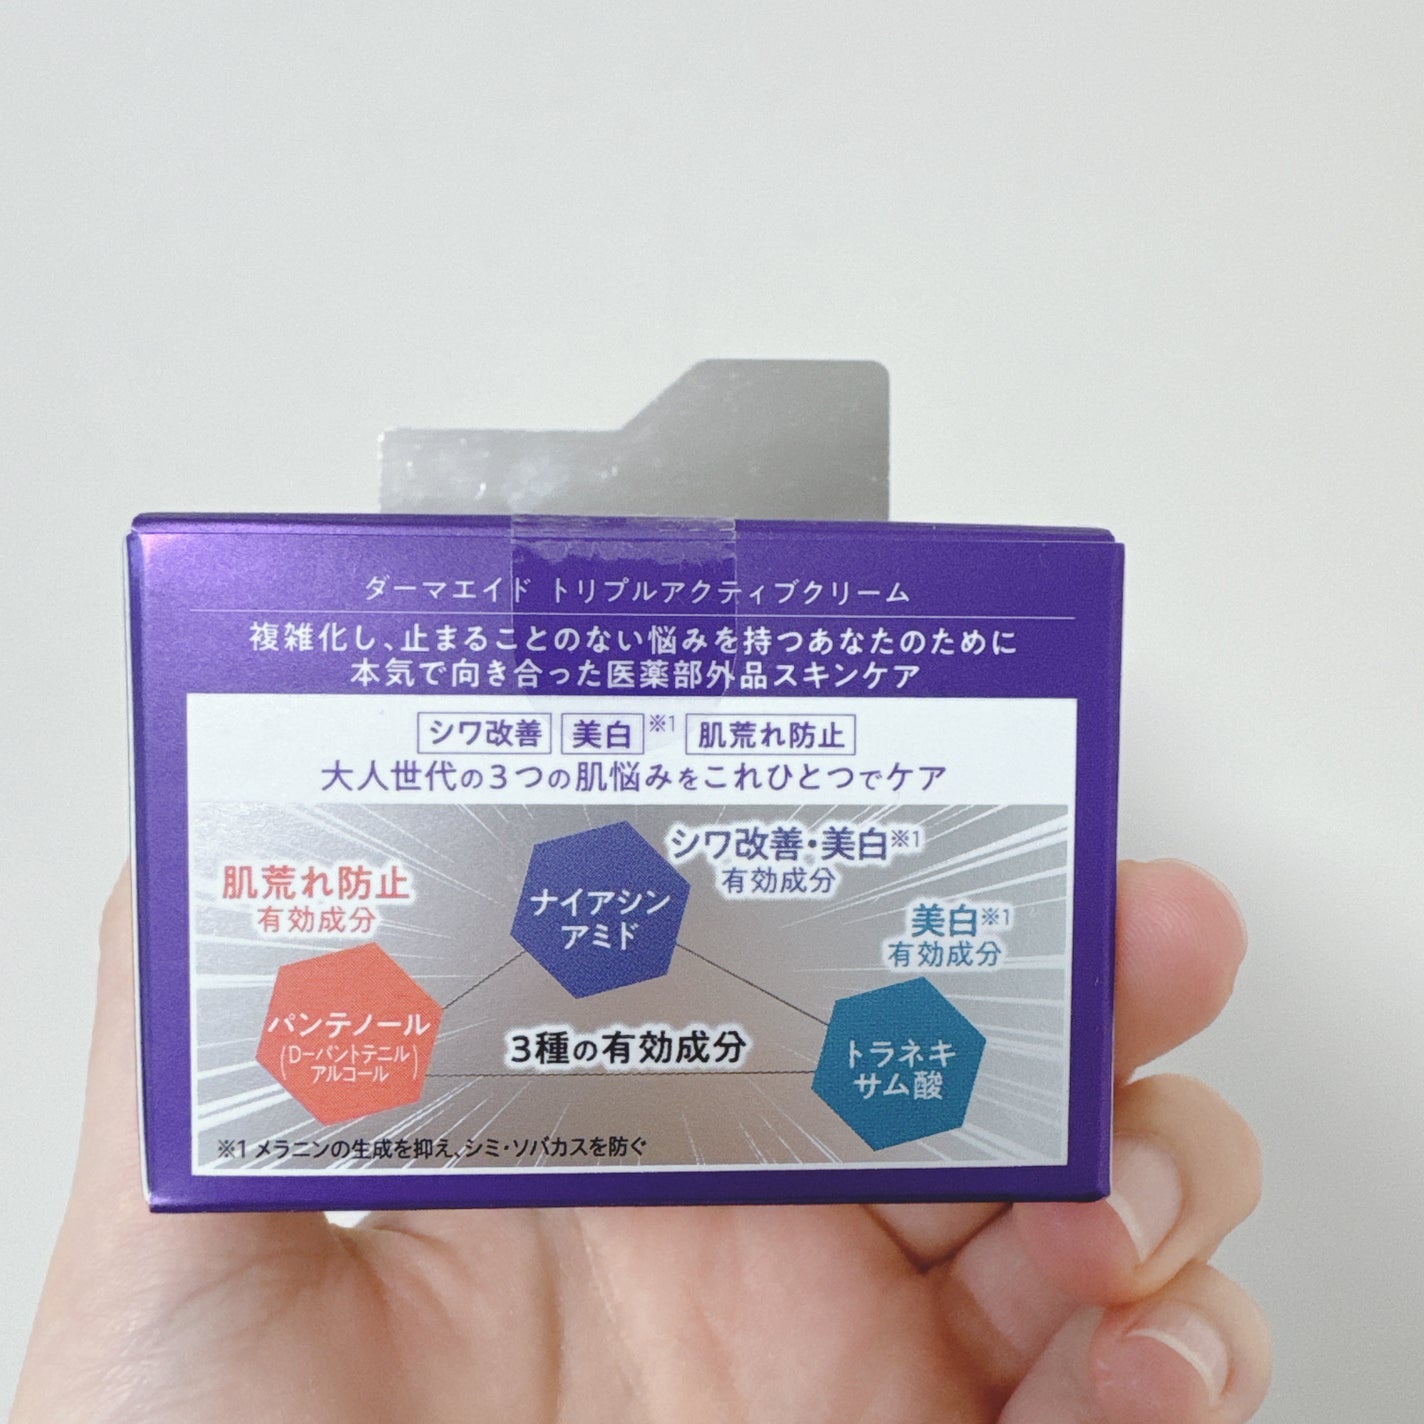 ダーマエイド トリプルアクティブクリーム
複雑化し、止まることのない悩みを持つあなたのために
本気で向き合った医薬部外品スキンケア
シワ改善 美白※1 肌荒れ防止
大人世代の3つの肌悩みをこれひとつでケア
シワ改善・美白※1
有効成分
ナイアシン
アミド
肌荒れ防止
有効成分
パンテノール
(D-パントテニル
アルコール)
美白※1
有効成分
トラネキ
サム酸
3種の有効成分
※1 メラニンの生成を抑え、シミ・ソバカスを防ぐ